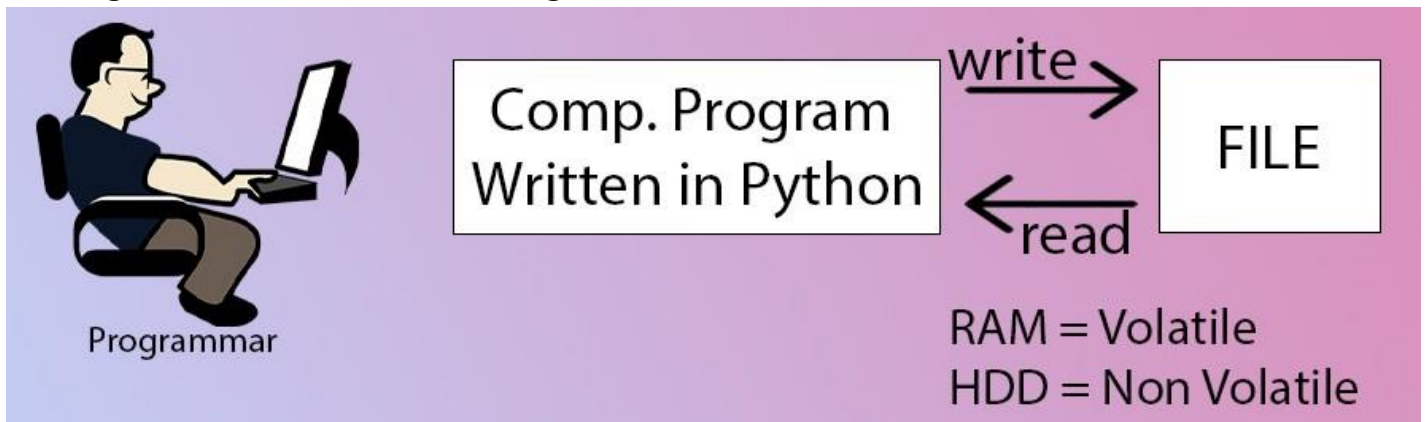 Programmar
Comp. Program
Written in Python
write
read
FILE
RAM = Volatile
HDD = Non Volatile